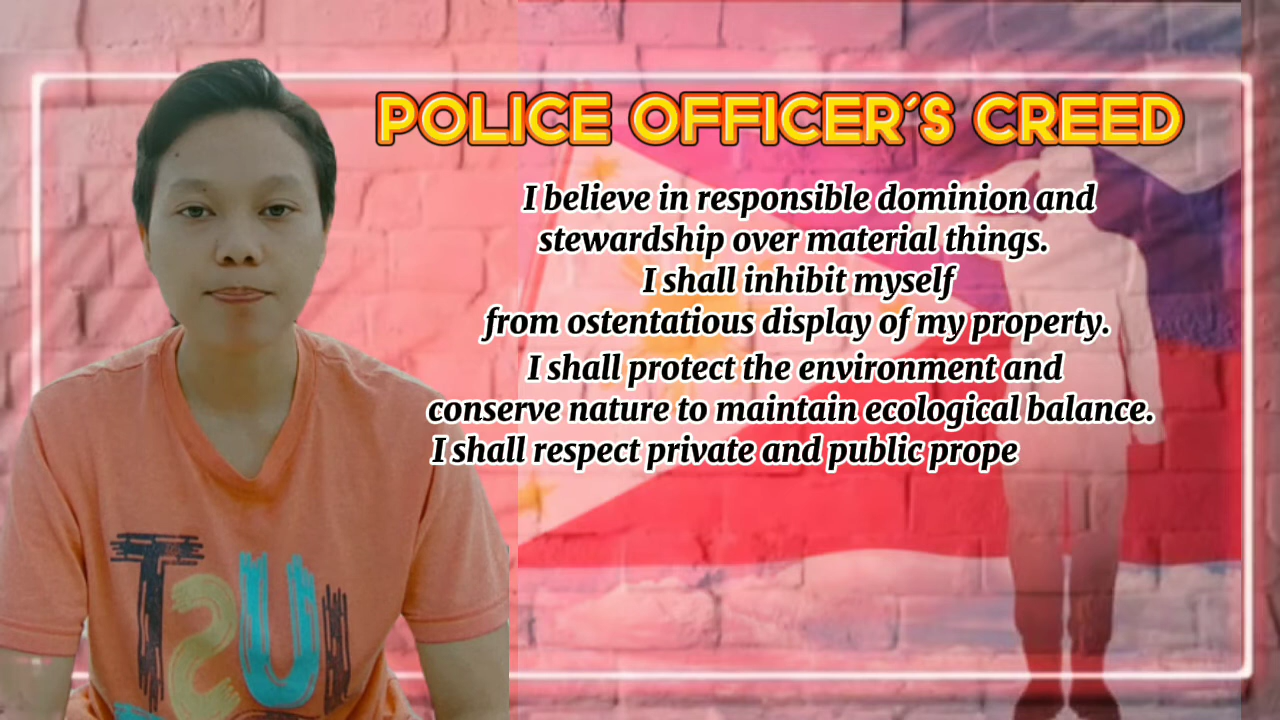 POLICE OFFICER'S CREED
I believe in responsible dominion and
stewardship over material things.
I shall inhibit myself
from ostentatious display of my property.
I shall protect the environment and
conserve nature to maintain ecological balance.
I shall respect private and public prope